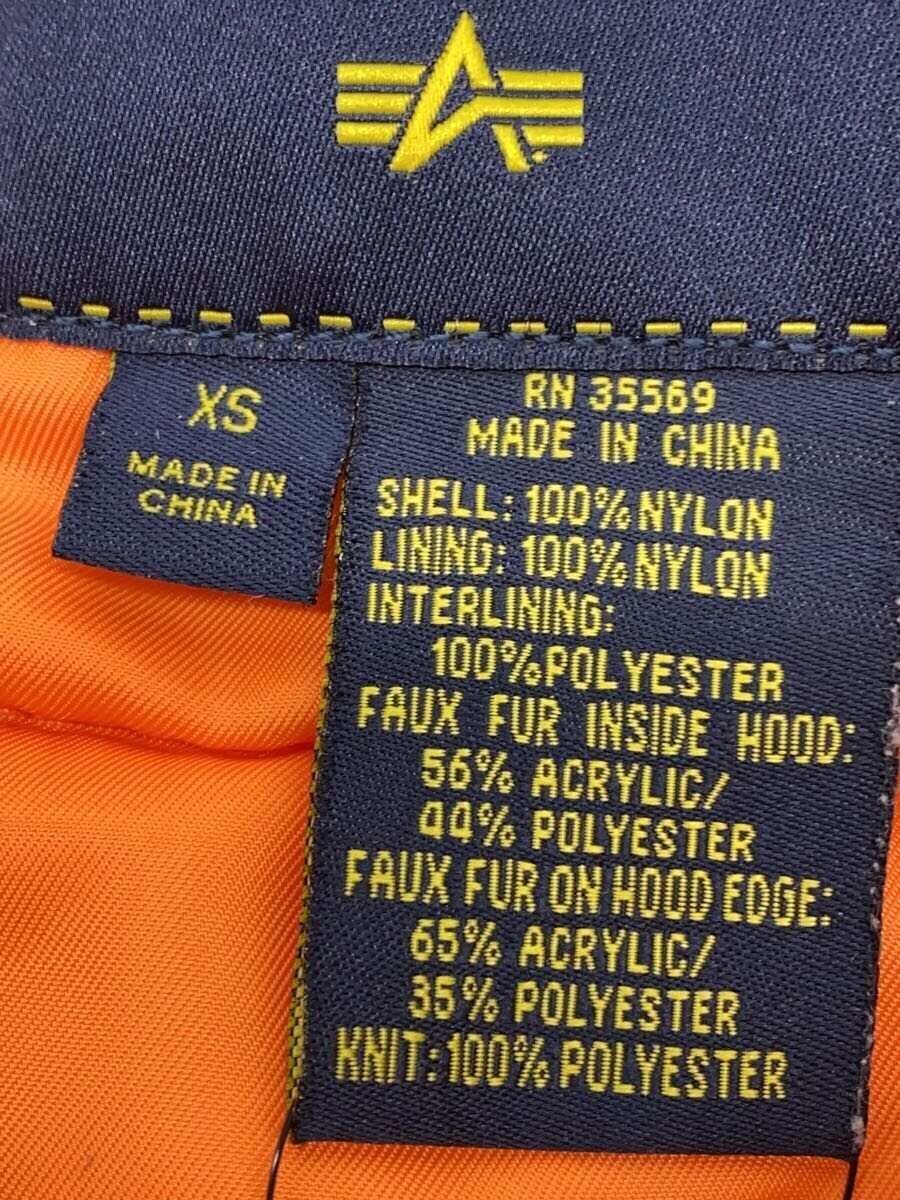 XS
MADE IN
CHINA
RN 35569
MADE IN CHINA
SHELL: 100% NYLON
LINING: 100% NYLON
INTERLINING:
100%POLYESTER
FAUX FUR INSIDE HOOD:
56% ACRYLIC/
44% POLYESTER
FAUX FUR ON HOOD EDGE:
65% ACRYLIC/
35% POLYESTER
KNIT:100% POLYESTER